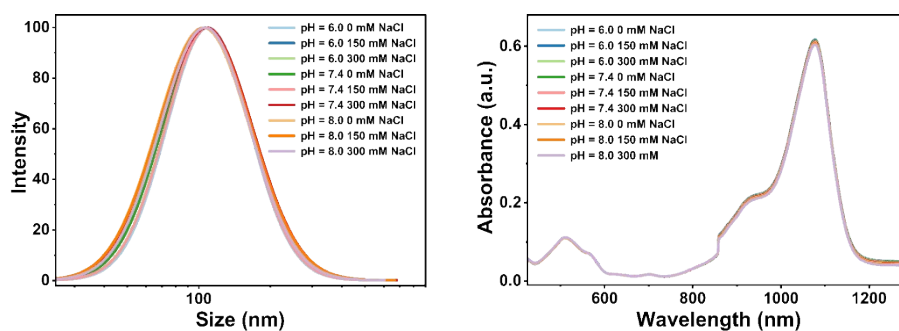 100
80
60
40
20
0
Intensity
pH = 6.0 0 mM NaCl
pH = 6.0 150 mM NaCl
pH = 6.0 300 mM NaCl
pH = 7.4 0 mM NaCl
pH = 7.4 150 mM NaCl
pH = 7.4 300 mM NaCl
pH = 8.0 0 mM NaCl
pH = 8.0 150 mM NaCl
pH = 8.0 300 mM NaCl
100
Size (nm)
0.6
0.4
0.2
0.0
Absorbance (a.u.)
pH = 6.0 0 mM NaCl
pH = 6.0 150 mM NaCl
pH = 6.0 300 mM NaCl
pH = 7.4 0 mM NaCl
pH = 7.4 150 mM NaCl
pH = 7.4 300 mM NaCl
pH = 8.0 0 mM NaCl
pH = 8.0 150 mM NaCl
pH = 8.0 300 mM
600 800 1000 1200
Wavelength (nm)